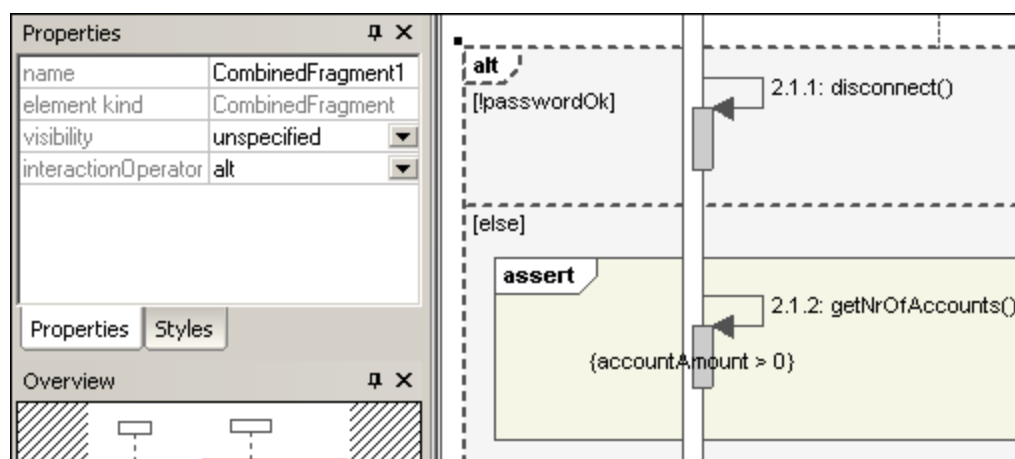 Properties
name CombinedFragment1
element kind CombinedFragment
visibility unspecified
interactionOperator alt
Properties Styles
Overview
alt
[!passwordOk]
2.1.1: disconnect()
[else]
assert
2.1.2: getNrOfAccounts()
{accountAmount > 0}